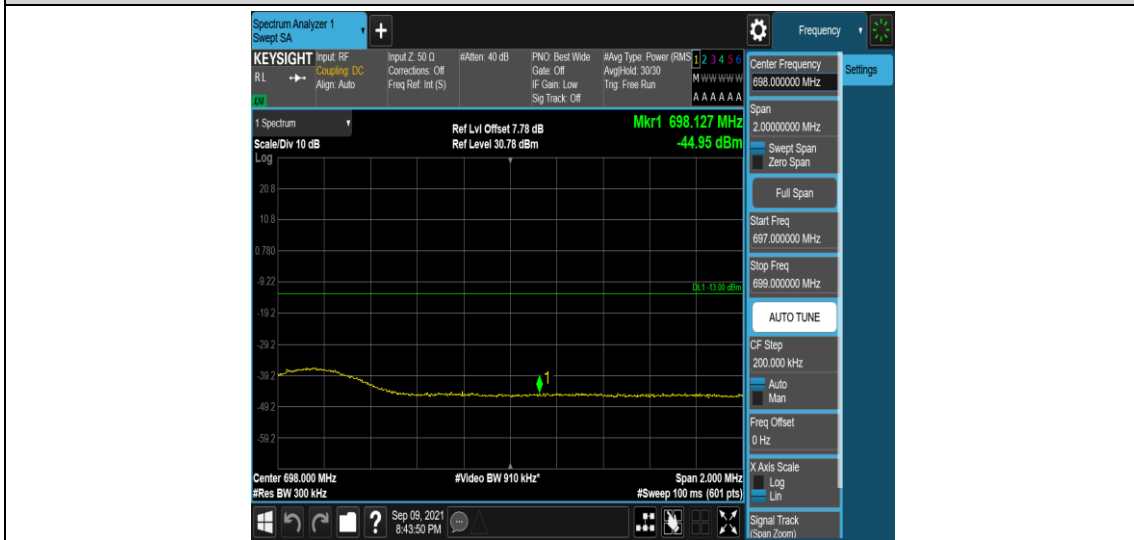 Spectrum Analyzer 1
Swept SA
+
Frequency
KEYSIGHT
RL
LXI
Input: RF
Coupling: DC
Align: Auto
Input Z: 50 Ω
Corrections: Off
Freq Ref: Int (S)
#Atten: 40 dB
PNO: Best Wide
Gate: Off
IF Gain: Low
Sig Track: Off
#Avg Type: Power (RMS
Avg|Hold: 30/30
Trig: Free Run
1 2 3 4 5 6
M W W W W W
A A A A A A
Center Frequency
698.000000 MHz
Settings
1 Spectrum
Scale/Div 10 dB
Ref Lvl Offset 7.78 dB
Ref Level 30.78 dBm
Mkr1 698.127 MHz
-44.95 dBm
Log
20.8
10.8
0.780
-9.22
-19.2
-29.2
-39.2
-49.2
-59.2
DL1 -13.00 dBm
1
Center 698.000 MHz
#Res BW 300 kHz
#Video BW 910 kHz*
Span 2.000 MHz
#Sweep 100 ms (601 pts)
Span
2.00000000 MHz
Swept Span
Zero Span
Full Span
Start Freq
697.000000 MHz
Stop Freq
699.000000 MHz
AUTO TUNE
CF Step
200.000 kHz
Auto
Man
Freq Offset
0 Hz
X Axis Scale
Log
Lin
Signal Track
(Span Zoom)
?
Sep 09, 2021
8:43:50 PM